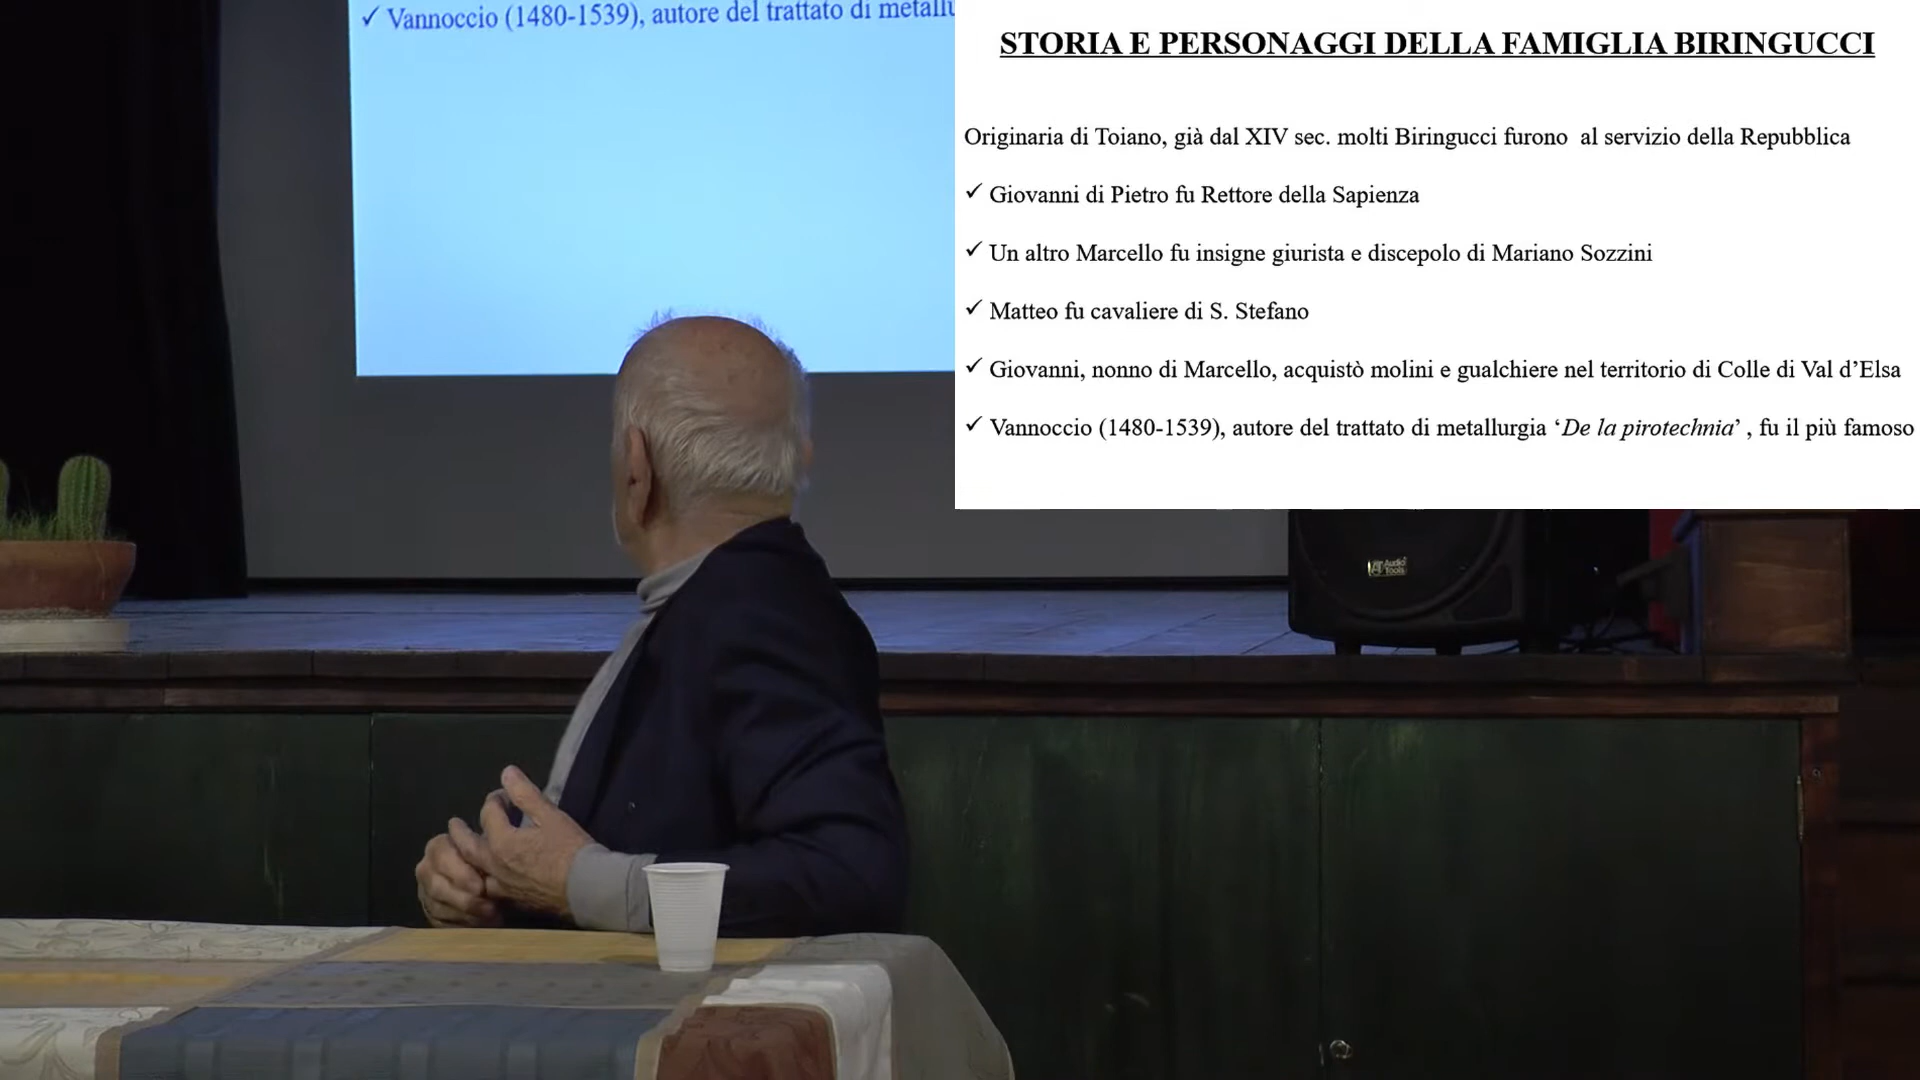 ✓ Vannoccio (1480-1539), autore del trattato di metallu
STORIA E PERSONAGGI DELLA FAMIGLIA BIRINGUCCI
Originaria di Toiano, già dal XIV sec. molti Biringucci furono  al servizio della Repubblica
✓ Giovanni di Pietro fu Rettore della Sapienza
✓ Un altro Marcello fu insigne giurista e discepolo di Mariano Sozzini
✓ Matteo fu cavaliere di S. Stefano
✓ Giovanni, nonno di Marcello, acquistò molini e gualchiere nel territorio di Colle di Val d’Elsa
✓ Vannoccio (1480-1539), autore del trattato di metallurgia ‘De la pirotechnia’ , fu il più famoso
Audio
Tools